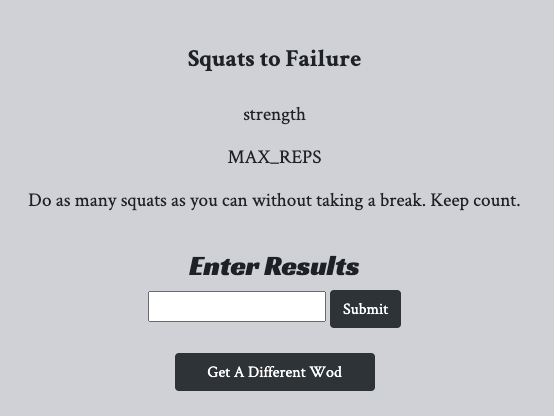 Squats to Failure
strength
MAX_REPS
Do as many squats as you can without taking a break. Keep count.
Enter Results
Submit
Get A Different Wod